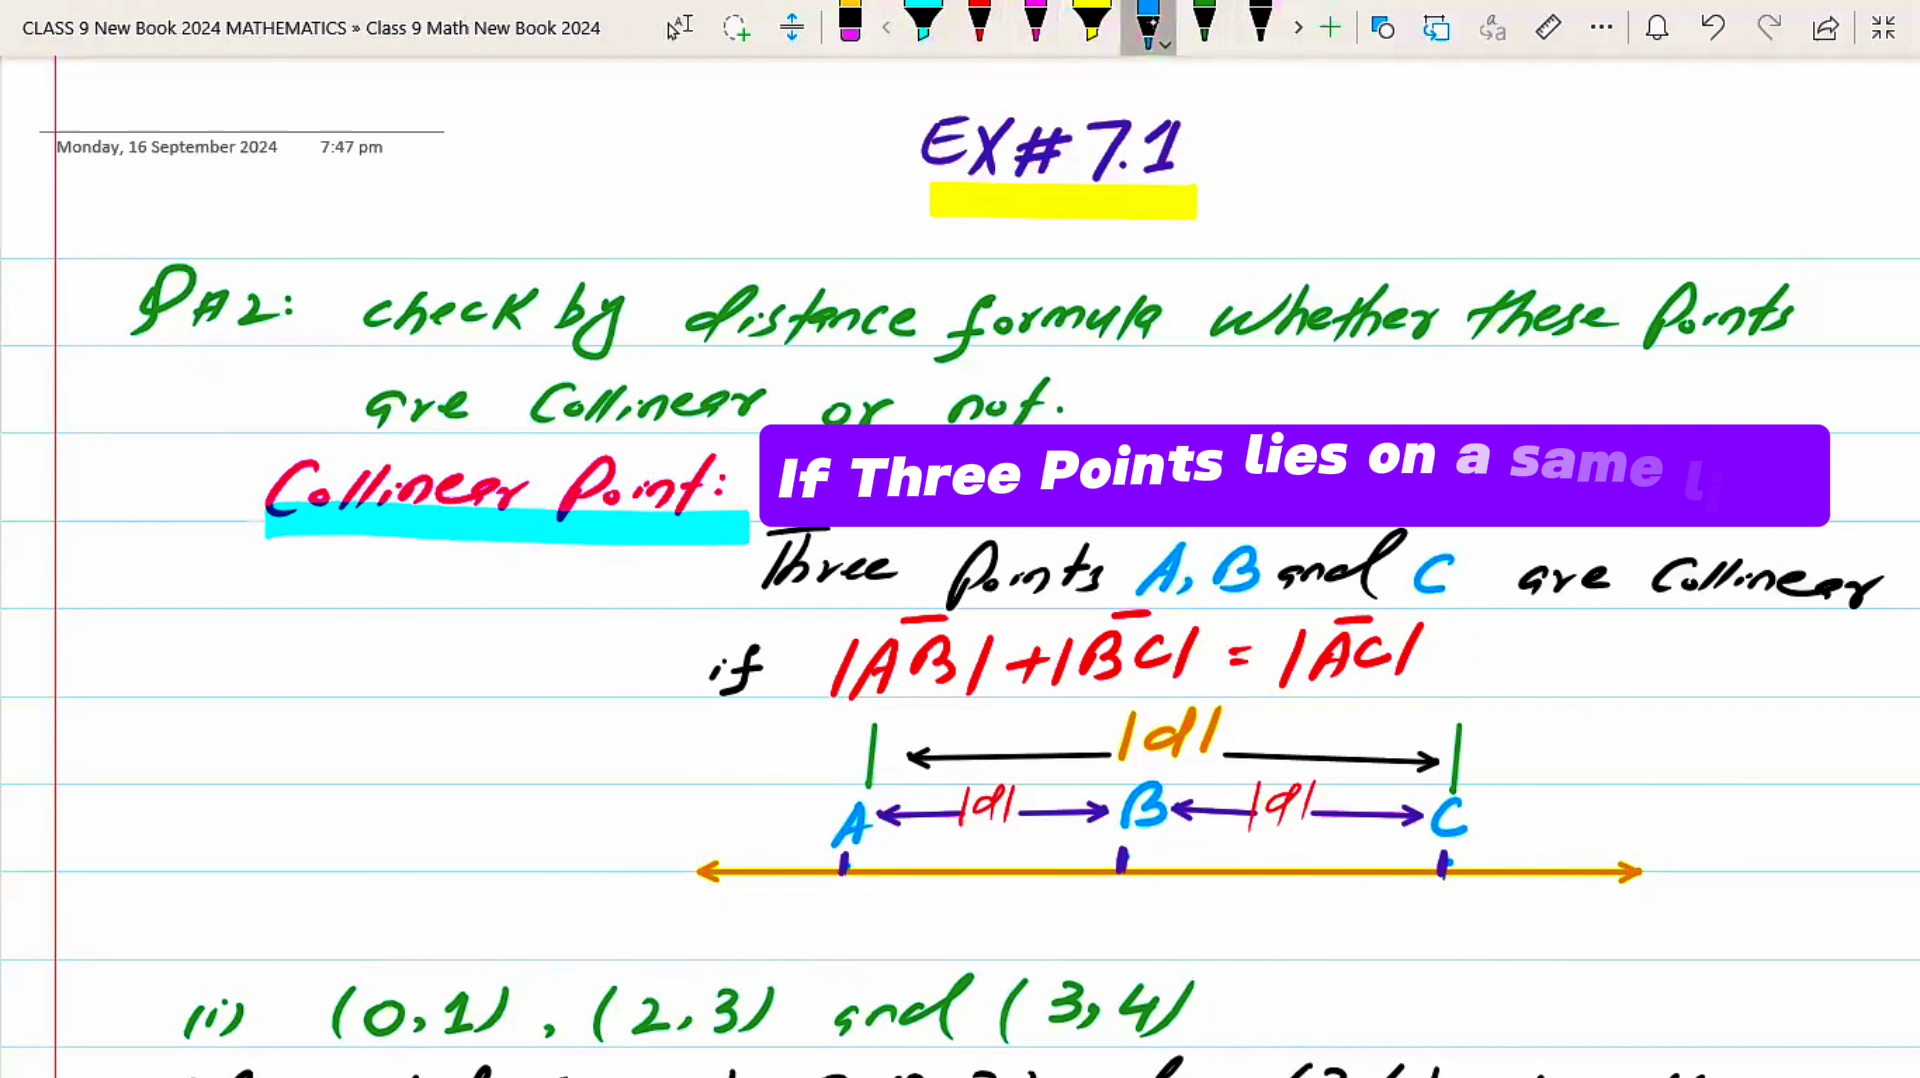 CLASS 9 New Book 2024 MATHEMATICS » Class 9 Math New Book 2024
Monday, 16 September 2024 7:47 pm
EX# 7.1
check by distance formula whether these Points
are Collinear or not.
Collinear Point: If Three Points lies on a same li
Three Points A, B and C are Collinear
if |AB| + |BC| = |AC|
|d|
A |d| B |d| C
(i) (0,1), (2,3) and (3,4)